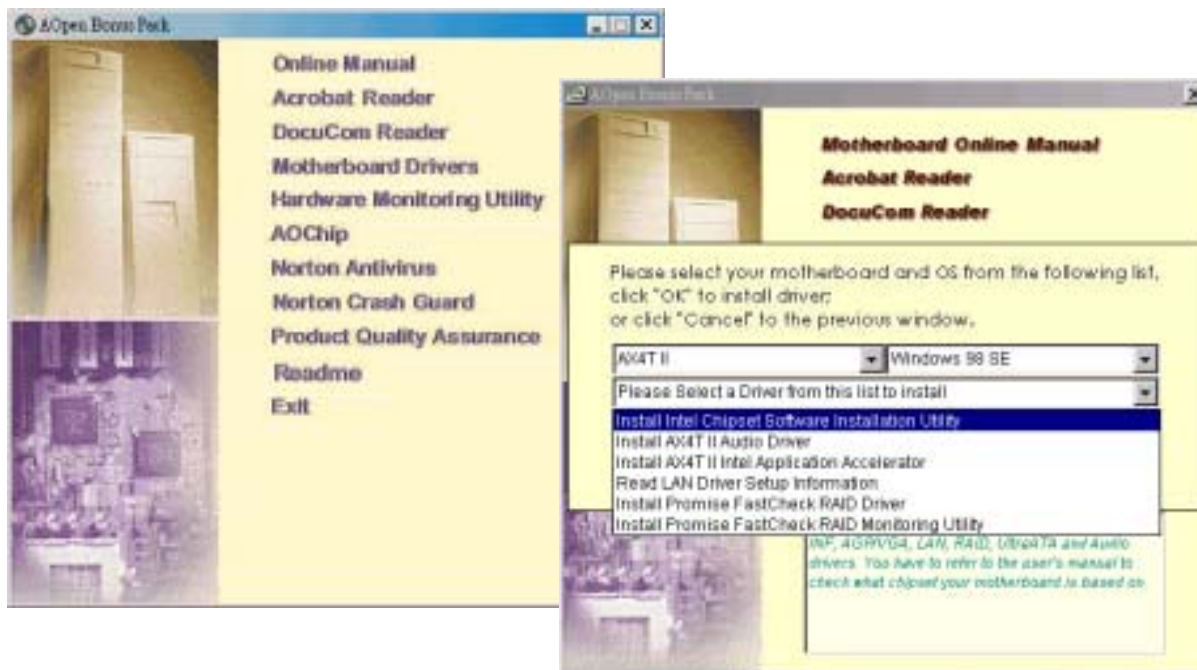 AOpen Bonus Pack
Online Manual
Acrobat Reader
DocuCom Reader
Motherboard Drivers
Hardware Monitoring Utility
AOChip
Norton Antivirus
Norton Crash Guard
Product Quality Assurance
Readme
Exit
AOpen Bonus Pack
Motherboard Online Manual
Acrobat Reader
DocuCom Reader
Please select your motherboard and OS from the following list,
click "OK" to install driver;
or click "Cancel" to the previous window.
AX4T II
Windows 98 SE
Please Select a Driver from this list to install
Install Intel Chipset Software Installation Utility
Install AX4T II Audio Driver
Install AX4T II Intel Application Accelerator
Read LAN Driver Setup Information
Install Promise FastCheck RAID Driver
Install Promise FastCheck RAID Monitoring Utility
INF, AGP/VGA, LAN, RAID, UltraATA and Audio
drivers. You have to refer to the user's manual to
check what chipset your motherboard is based on